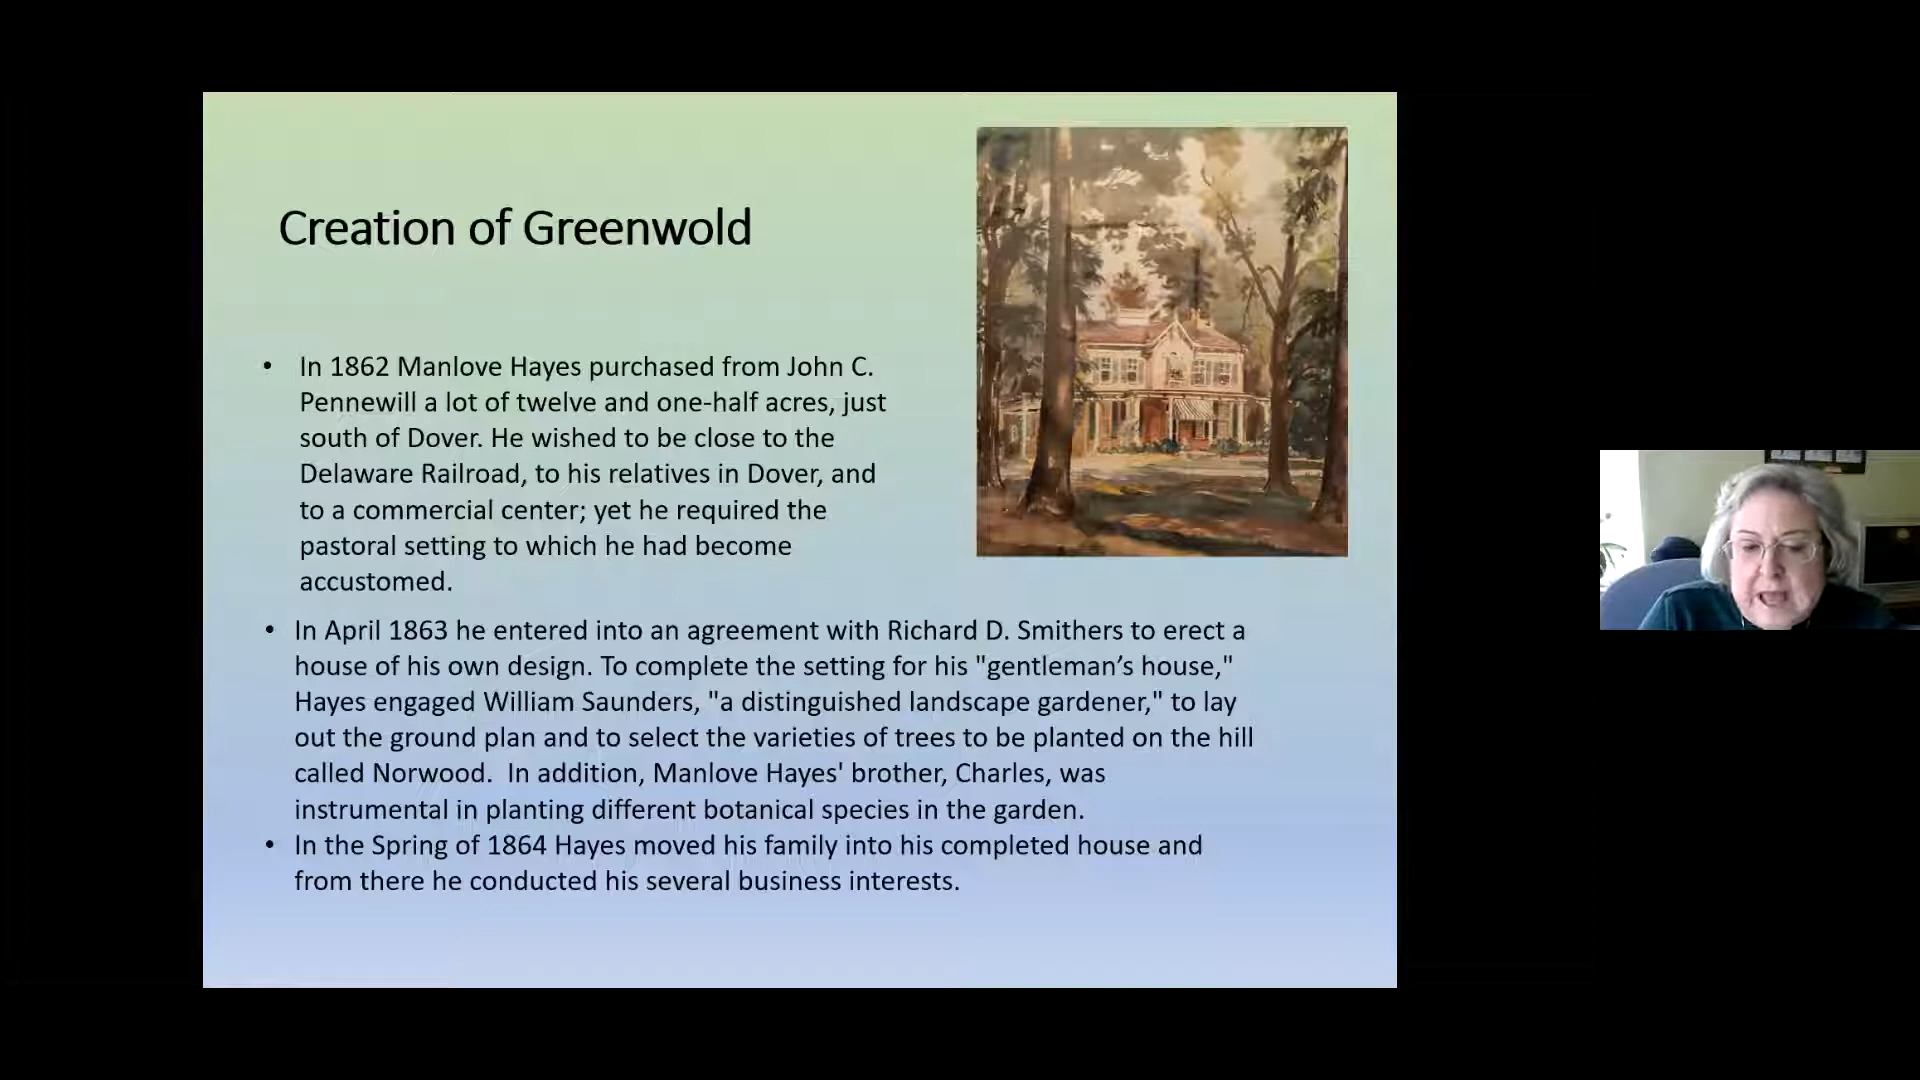 Creation of Greenwold
• In 1862 Manlove Hayes purchased from John C.
Pennewill a lot of twelve and one-half acres, just
south of Dover. He wished to be close to the
Delaware Railroad, to his relatives in Dover, and
to a commercial center; yet he required the
pastoral setting to which he had become
accustomed.
• In April 1863 he entered into an agreement with Richard D. Smithers to erect a
house of his own design. To complete the setting for his "gentleman’s house,"
Hayes engaged William Saunders, "a distinguished landscape gardener," to lay
out the ground plan and to select the varieties of trees to be planted on the hill
called Norwood.  In addition, Manlove Hayes' brother, Charles, was
instrumental in planting different botanical species in the garden.
• In the Spring of 1864 Hayes moved his family into his completed house and
from there he conducted his several business interests.